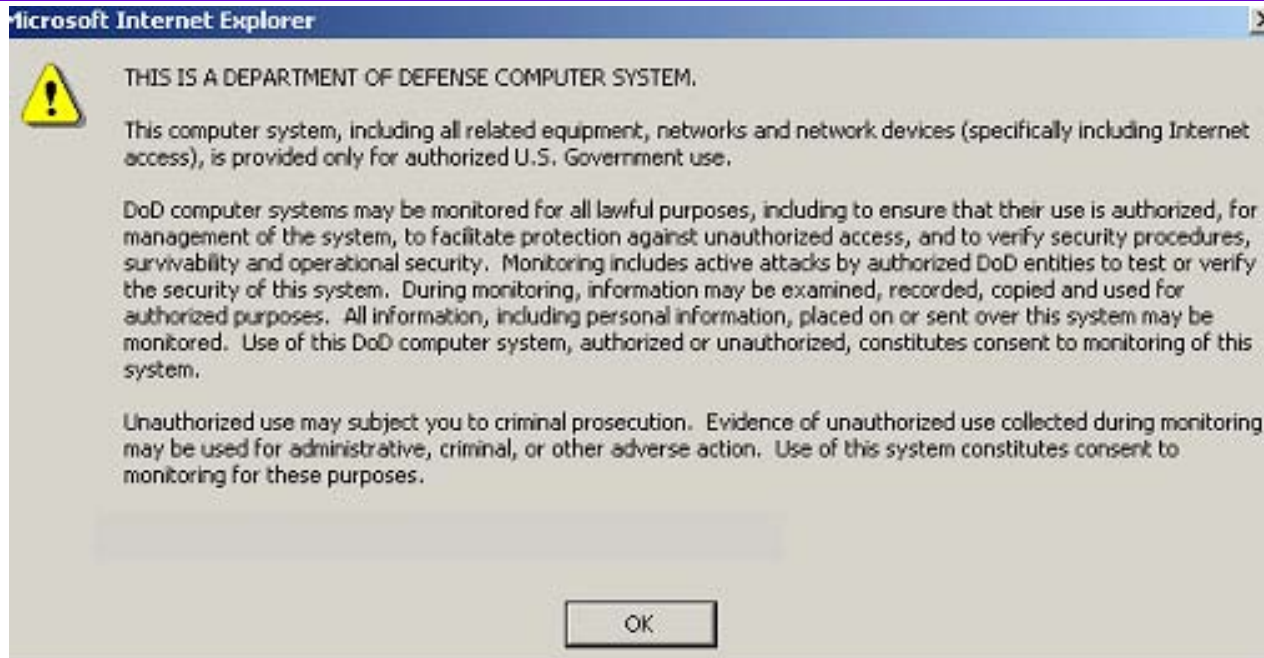 Microsoft Internet Explorer
THIS IS A DEPARTMENT OF DEFENSE COMPUTER SYSTEM.
This computer system, including all related equipment, networks and network devices (specifically including Internet
access), is provided only for authorized U.S. Government use.
DoD computer systems may be monitored for all lawful purposes, including to ensure that their use is authorized, for
management of the system, to facilitate protection against unauthorized access, and to verify security procedures,
survivability and operational security. Monitoring includes active attacks by authorized DoD entities to test or verify
the security of this system. During monitoring, information may be examined, recorded, copied and used for
authorized purposes. All information, including personal information, placed on or sent over this system may be
monitored. Use of this DoD computer system, authorized or unauthorized, constitutes consent to monitoring of this
system.
Unauthorized use may subject you to criminal prosecution. Evidence of unauthorized use collected during monitoring
may be used for administrative, criminal, or other adverse action. Use of this system constitutes consent to
monitoring for these purposes.
OK